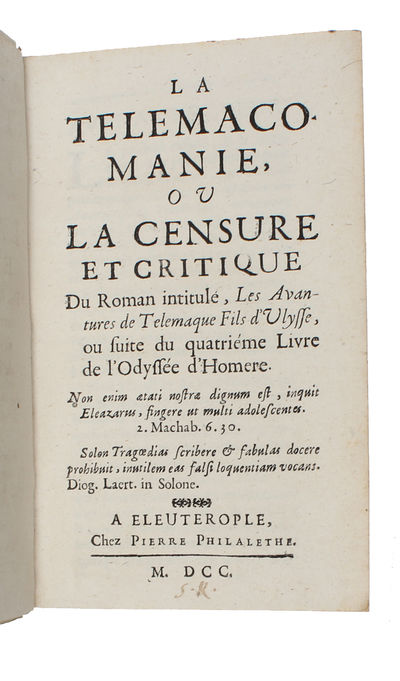 LA
TELEMACO-
MANIE,
OU
LA CENSURE
ET CRITIQUE
Du Roman intitulé, Les Avan-
tures de Telemaque Fils d'Ulysse,
ou suite du quatriéme Livre
de l'Odyssée d'Homere.
Non enim ætati nostræ dignum est, inquit
Eleazarus, fingere ut multi adolescentes.
2. Machab. 6. 30.
Solon Tragœdias scribere & fabulas docere
prohibuit, inutilem eas falsi loquentiam vocans.
Diog. Laert. in Solone.
A ELEUTEROPLE,
Chez PIERRE PHILALETHE.
M. DCC.